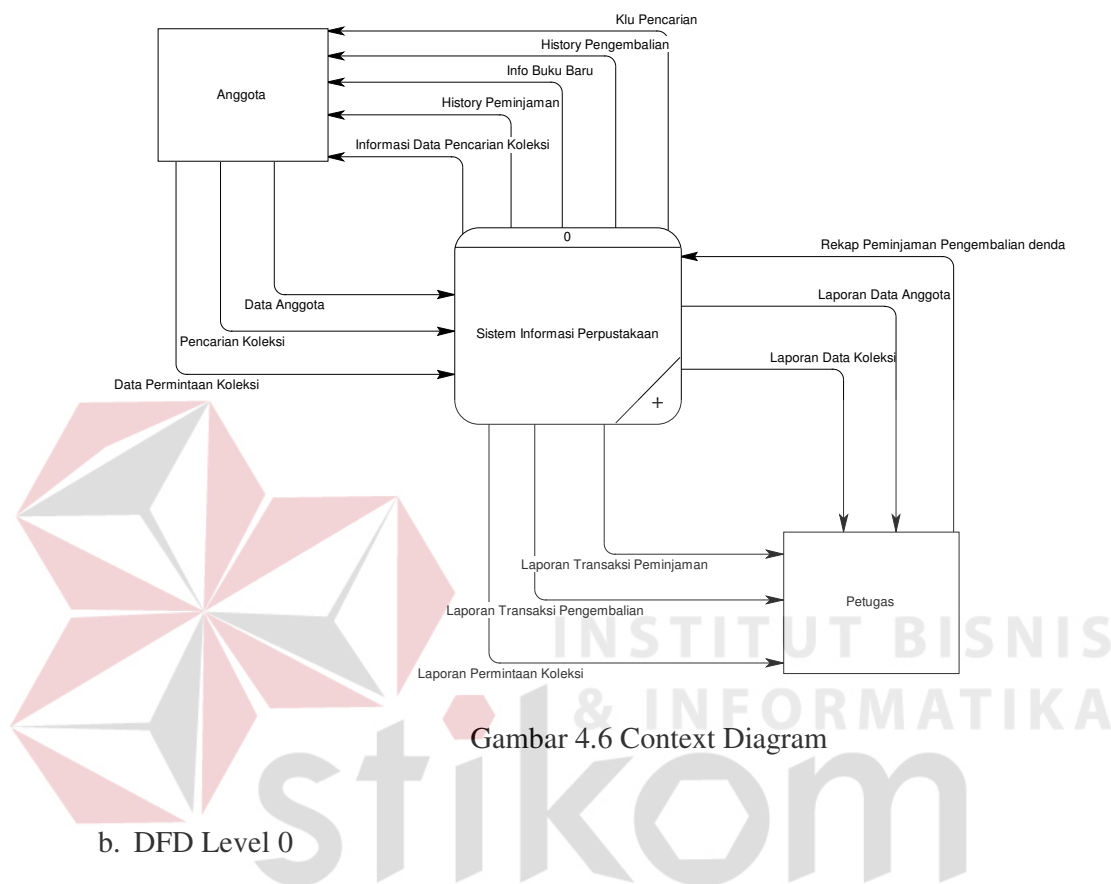 Klu Pencarian
History Pengembalian
Info Buku Baru
Anggota
History Peminjaman
Informasi Data Pencarian Koleksi
0
Rekap Peminjaman Pengembalian denda
Laporan Data Anggota
Data Anggota
Sistem Informasi Perpustakaan
Pencarian Koleksi
Laporan Data Koleksi
Data Permintaan Koleksi
+
Laporan Transaksi Peminjaman
Petugas
Laporan Transaksi Pengembalian
INSTITUT BISNIS
Laporan Permintaan Koleksi
& INFORMATIKA
Gambar 4.6 Context Diagram
stikom
b. DFD Level 0